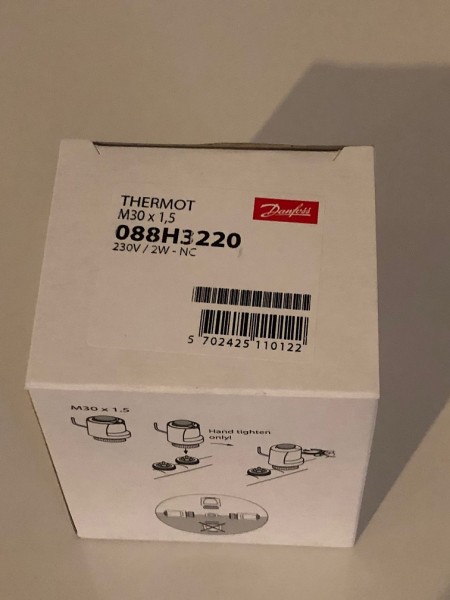 THERMOT
M30 x 1,5
088H3220
230V / 2W - NC
Danfoss
5 702425 110122
M30 x 1.5
Hand tighten
only!